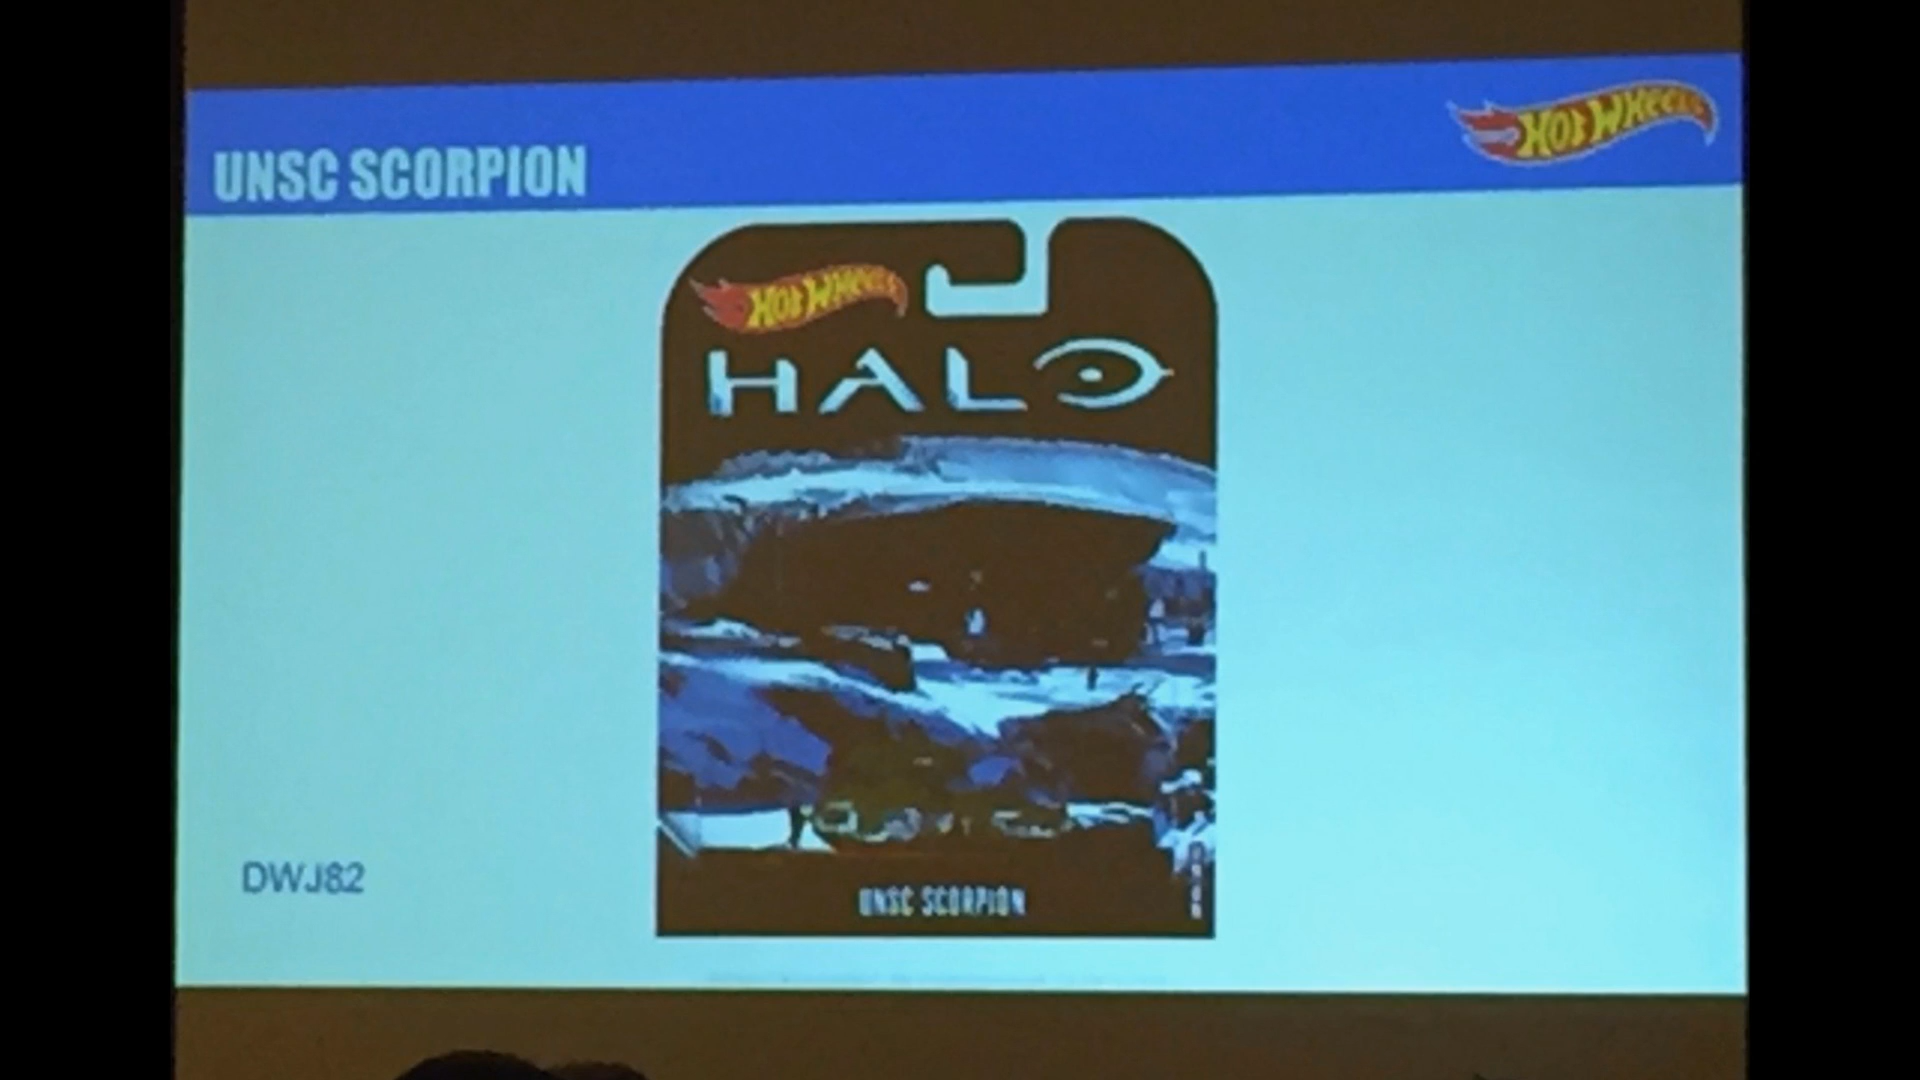 UNSC SCORPION
HOT WHEELS
HOT WHEELS
HALO
DWJ82
UNSC SCORPION